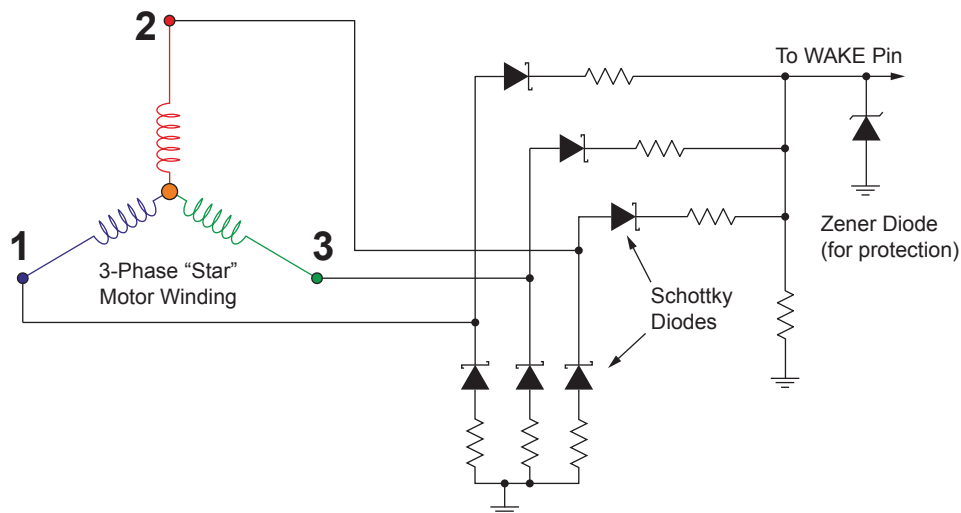 2
To WAKE Pin
1
3
3-Phase “Star”
Motor Winding
Zener Diode
(for protection)
Schottky
Diodes